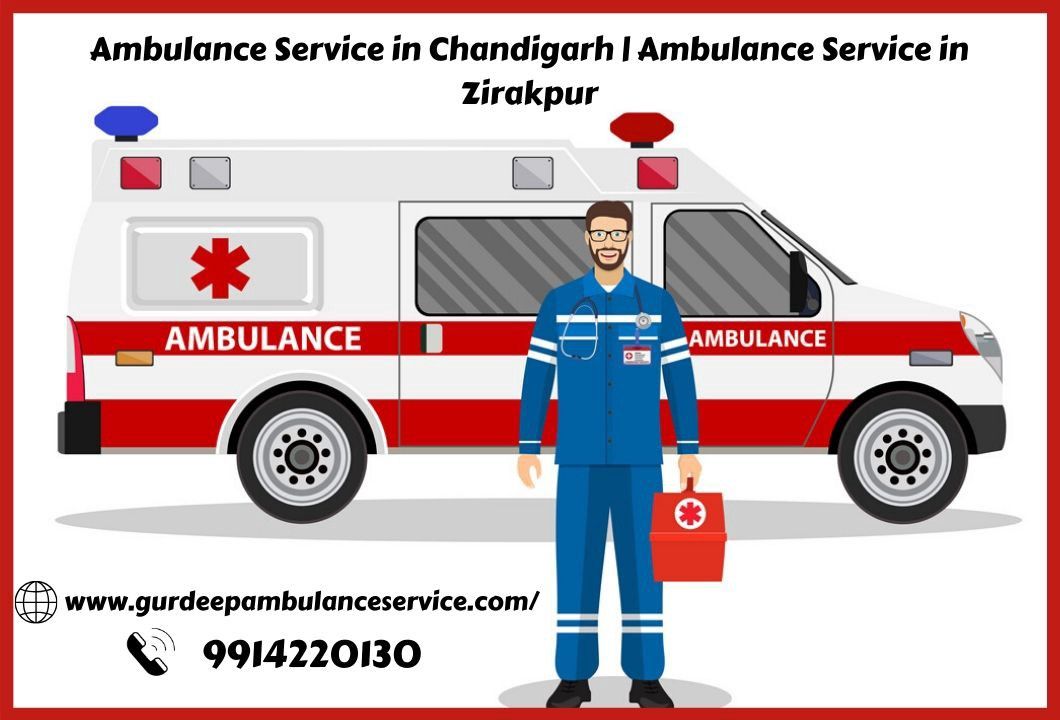 Ambulance Service in Chandigarh | Ambulance Service in
Zirakpur
AMBULANCE
AMBULANCE
www.gurdeepambulanceservice.com/
9914220130